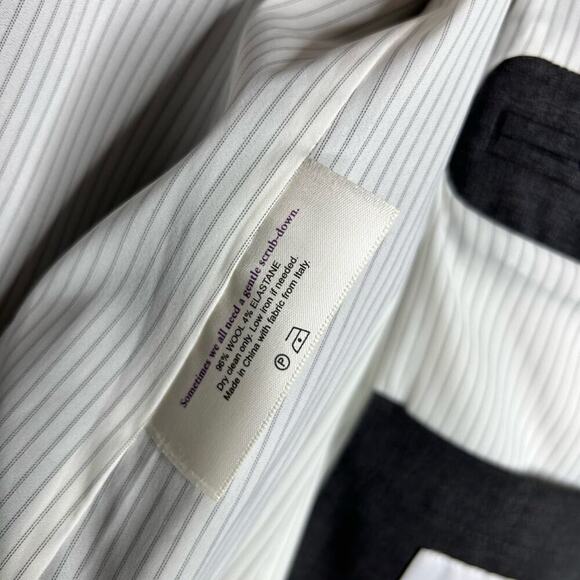 Sometimes we all need a gentle scrub-down.
96% WOOL 4% ELASTANE
Dry clean only. Low iron if needed.
Made in China with fabric from Italy.
P